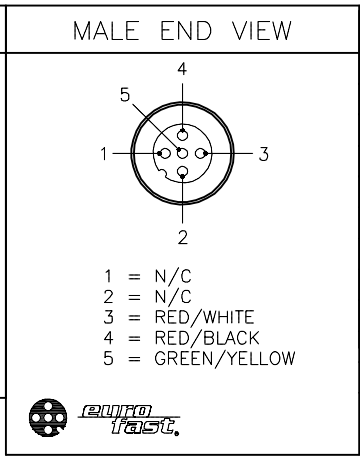 MALE END VIEW
4
5
1
3
2
1 = N/C
2 = N/C
3 = RED/WHITE
4 = RED/BLACK
5 = GREEN/YELLOW
euro
fast.